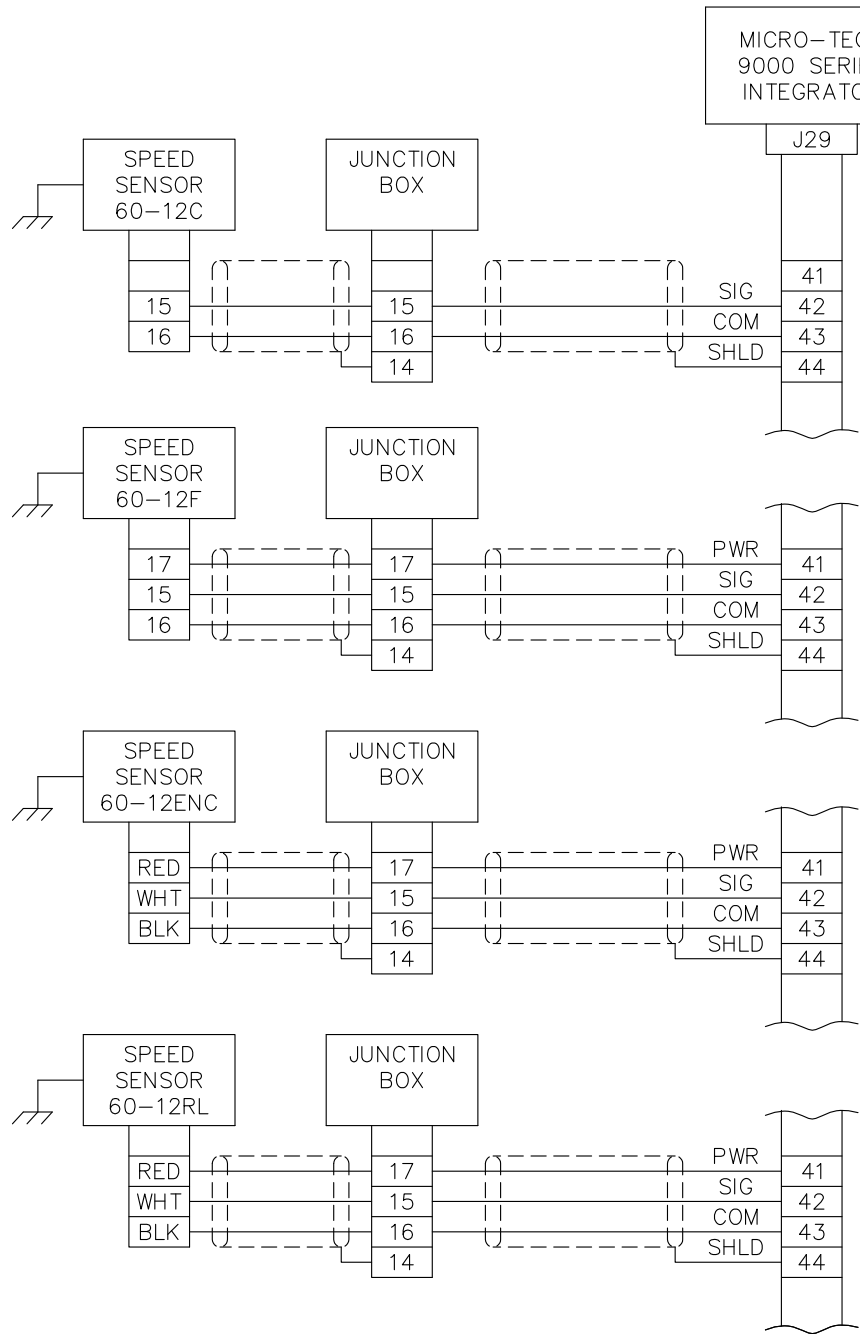 MICRO-TEC
9000 SERI
INTEGRATO
J29
SPEED
SENSOR
60-12C
JUNCTION
BOX
41
15
15
SIG
42
16
16
COM
43
14
SHLD
44
SPEED
SENSOR
60-12F
JUNCTION
BOX
17
17
PWR
41
15
15
SIG
42
16
16
COM
43
14
SHLD
44
SPEED
SENSOR
60-12ENC
JUNCTION
BOX
RED
17
PWR
41
WHT
15
SIG
42
BLK
16
COM
43
14
SHLD
44
SPEED
SENSOR
60-12RL
JUNCTION
BOX
RED
17
PWR
41
WHT
15
SIG
42
BLK
16
COM
43
14
SHLD
44